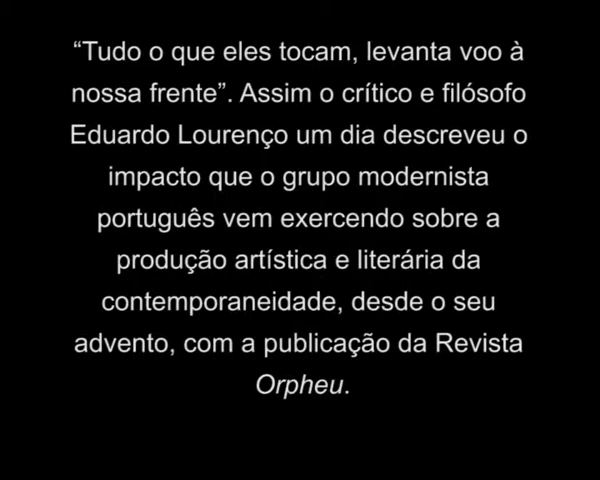 “Tudo o que eles tocam, levanta voo à
nossa frente”. Assim o crítico e filósofo
Eduardo Lourenço um dia descreveu o
impacto que o grupo modernista
português vem exercendo sobre a
produção artística e literária da
contemporaneidade, desde o seu
advento, com a publicação da Revista
Orpheu.